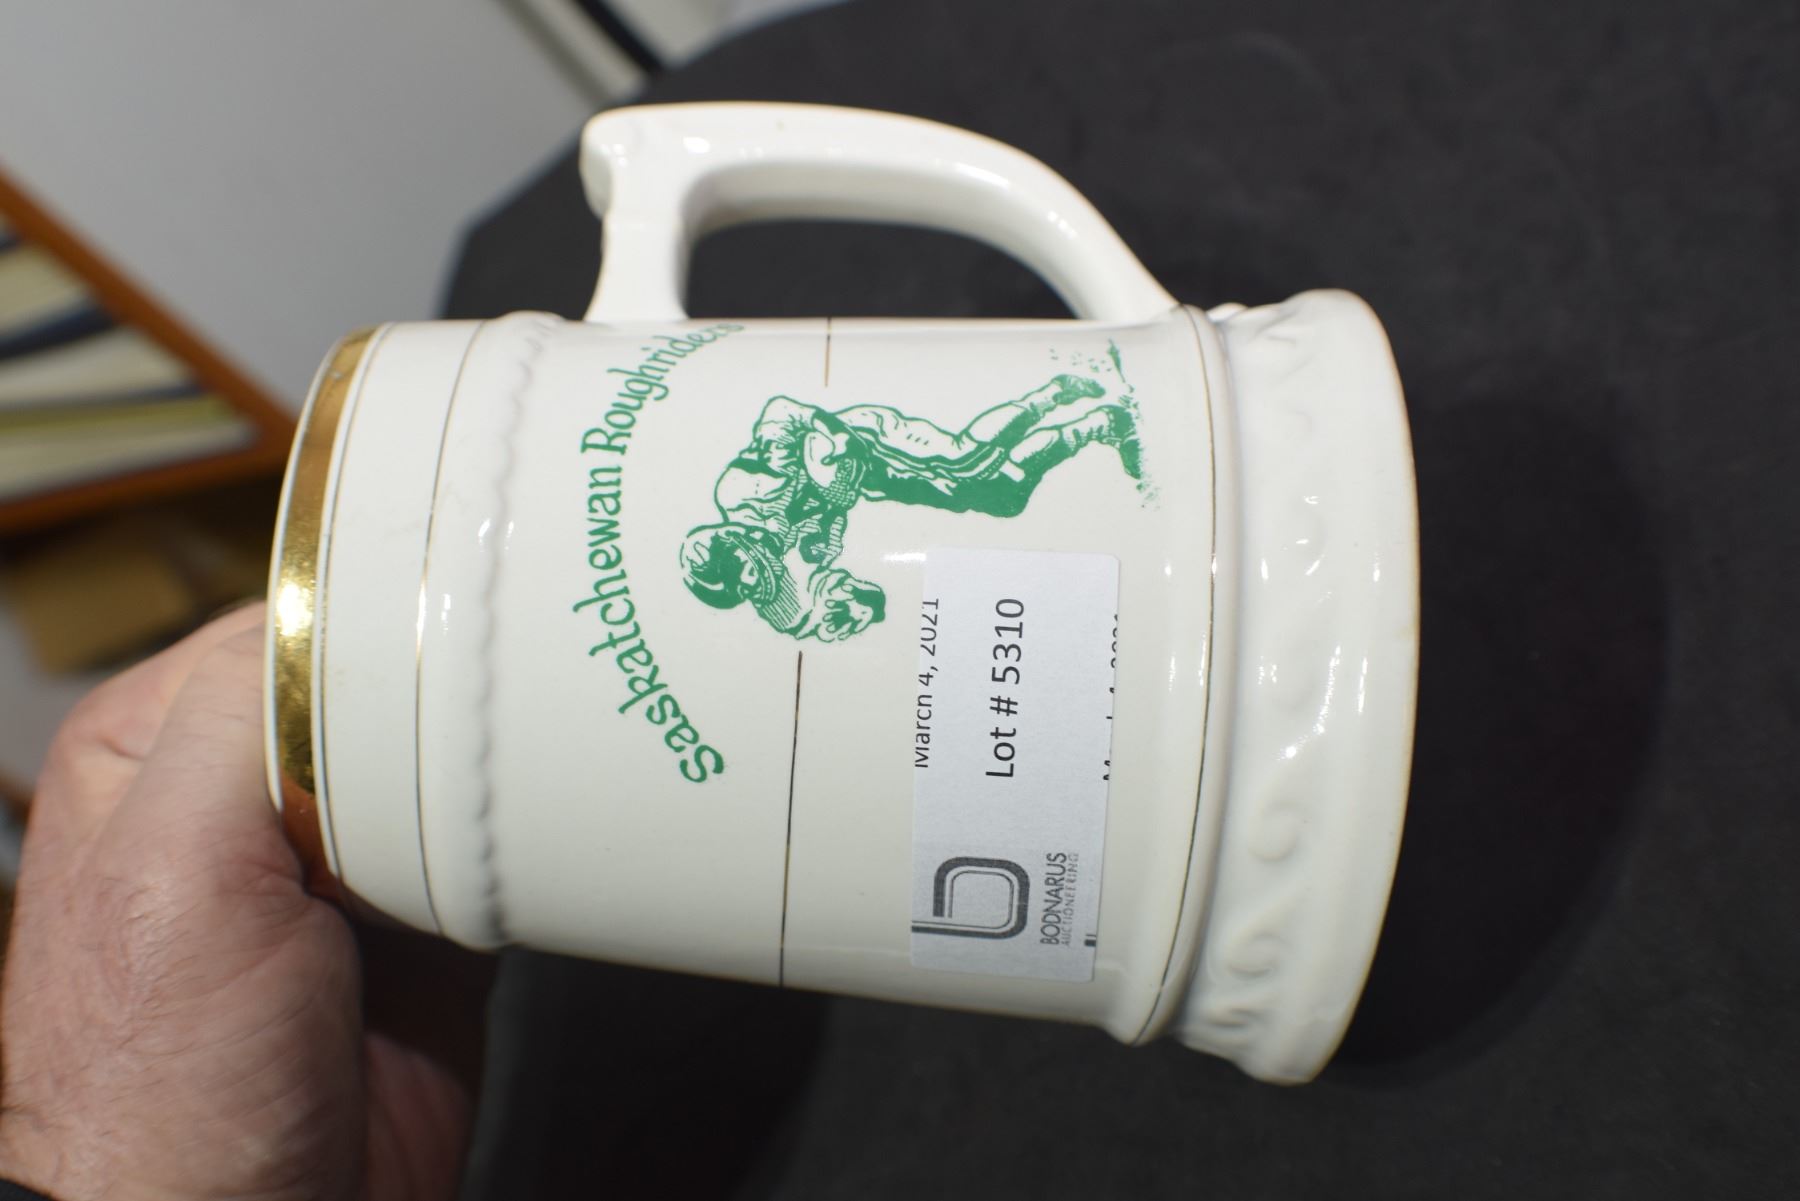 Saskatchewan Roughriders
March 4, 2021
Lot # 5310
BODNARUS
AUCTIONEERING